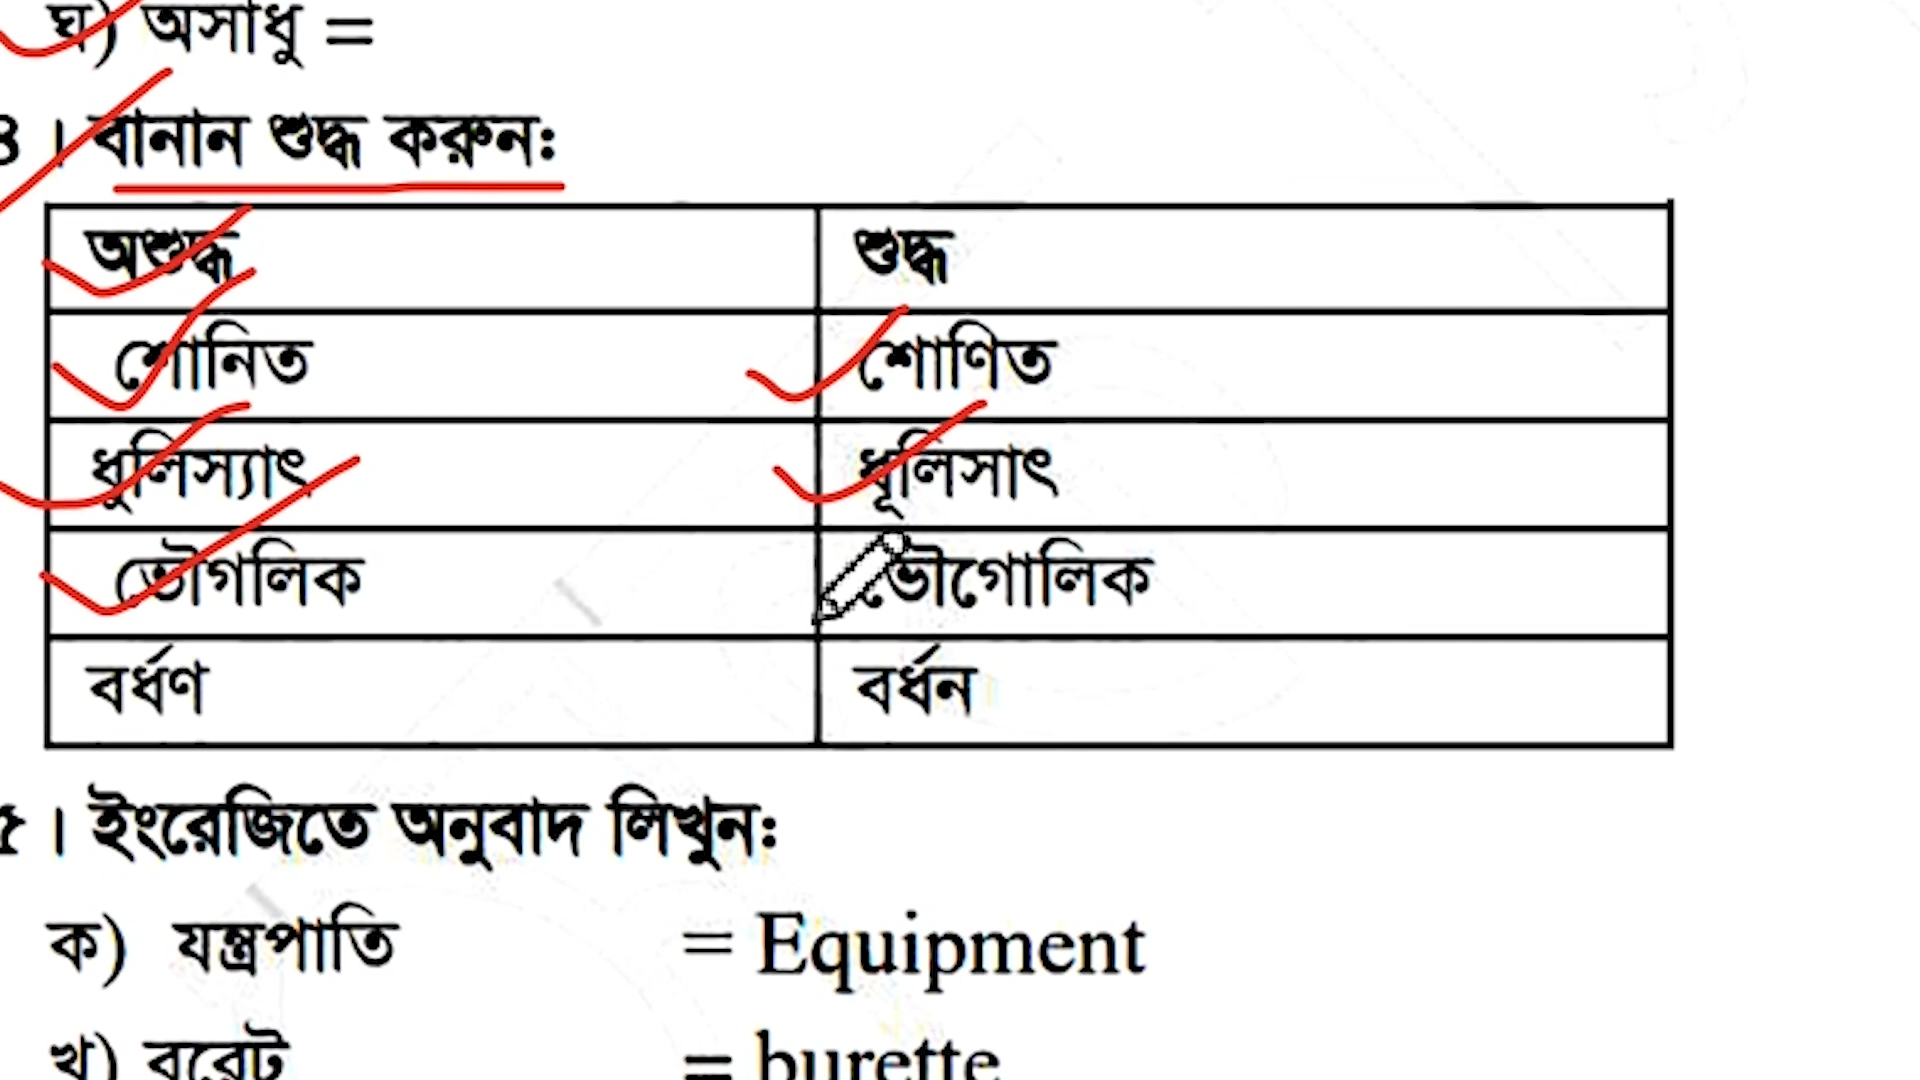 ঘ) অসাধু =
৪। বানান শুদ্ধ করুনঃ
অশুদ্ধ শুদ্ধ
শোনিত শোণিত
ধুলিস্যাৎ ধূলিসাৎ
ভৌগলিক ভৌগোলিক
বর্ধণ বর্ধন
৫। ইংরেজিতে অনুবাদ লিখুনঃ
ক) যন্ত্রপাতি = Equipment
খ) বুরেট = burette